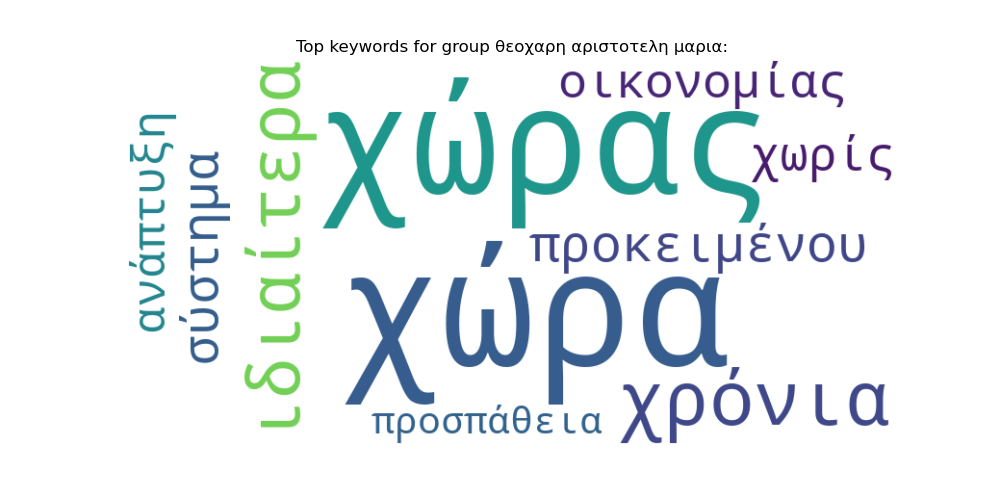 Top keywords for group θεοχαρη αριστοτελη μαρια:
οικονομίας
χώρας
χωρίς
ανάπτυξη
σύστημα
ιδιαίτερα
προκειμένου
χώρα
χρόνια
προσπάθεια